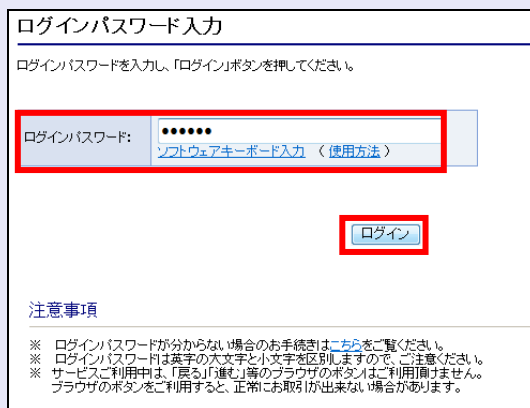 ログインパスワード入力
ログインパスワードを入力し、「ログイン」ボタンを押してください。
ログインパスワード:
●●●●●●
ソフトウェアキーボード入力 ( 使用方法 )
ログイン
注意事項
※ ログインパスワードが分からない場合のお手続きはこちらをご覧ください。
※ ログインパスワードは英字の大文字と小文字を区別しますので、ご注意ください。
※ サービスご利用中は、「戻る」「進む」等のブラウザのボタンはご利用頂けません。
ブラウザのボタンをご利用すると、正常にお取引が出来ない場合があります。